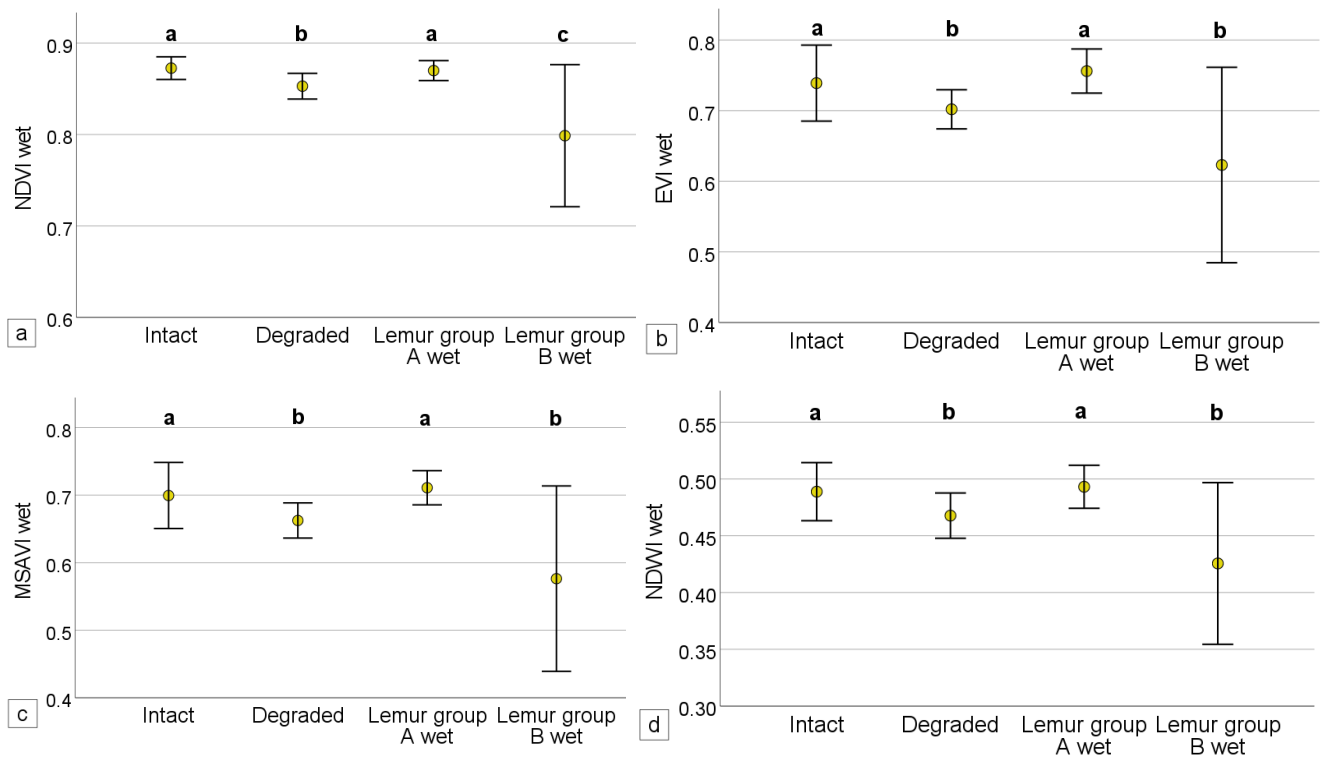 a b a c
NDVI wet
0.9
0.8
0.7
0.6
Intact Degraded Lemur group A wet Lemur group B wet
a
a b a b
EVI wet
0.8
0.7
0.6
0.5
0.4
Intact Degraded Lemur group A wet Lemur group B wet
b
a b a b
MSAVI wet
0.8
0.7
0.6
0.5
0.4
Intact Degraded Lemur group A wet Lemur group B wet
c
a b a b
NDWI wet
0.55
0.50
0.45
0.40
0.35
0.30
Intact Degraded Lemur group A wet Lemur group B wet
d